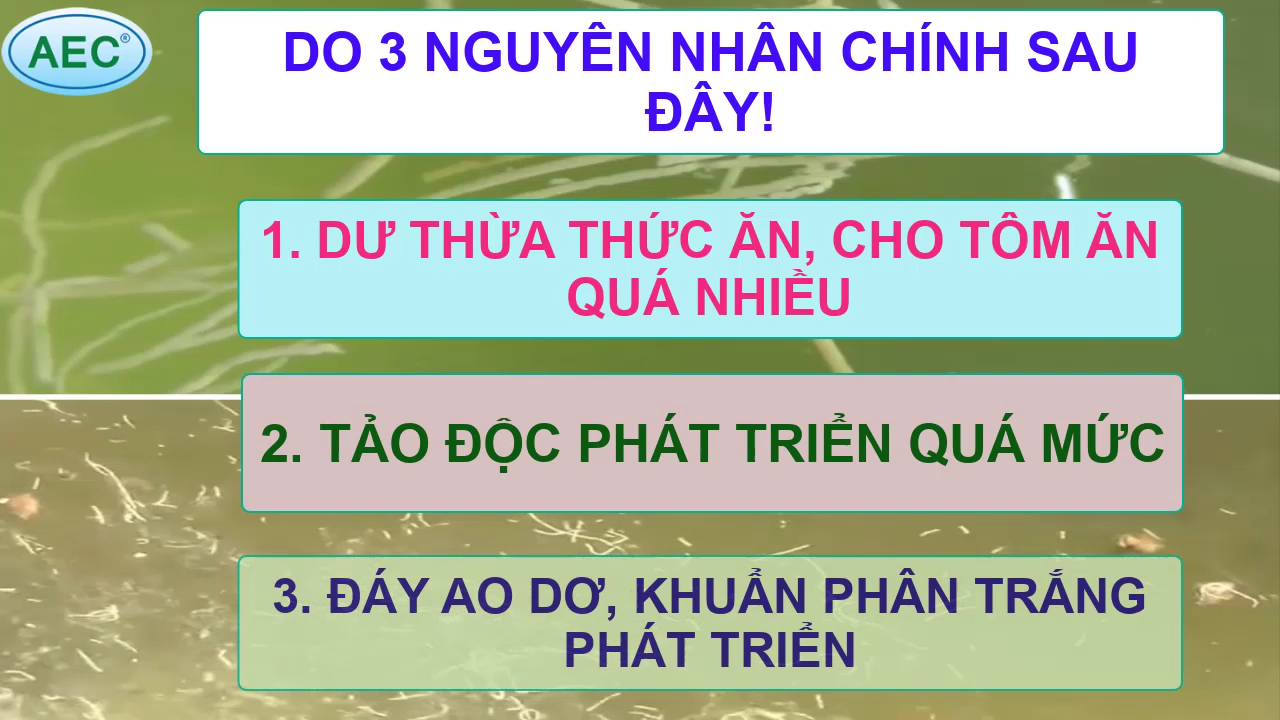 AEC®
DO 3 NGUYÊN NHÂN CHÍNH SAU
ĐÂY!
1. DƯ THỪA THỨC ĂN, CHO TÔM ĂN
QUÁ NHIỀU
2. TẢO ĐỘC PHÁT TRIỂN QUÁ MỨC
3. ĐÁY AO DƠ, KHUẨN PHÂN TRẮNG
PHÁT TRIỂN